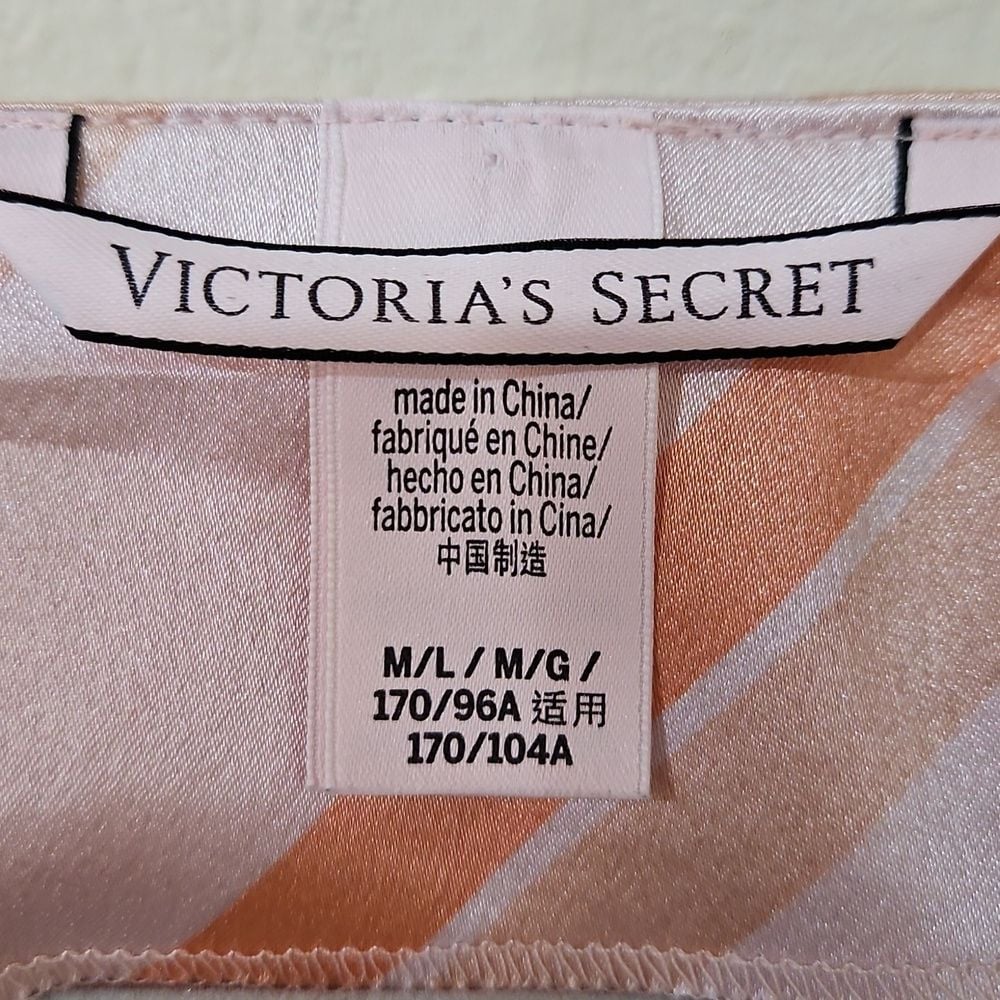 VICTORIA'S SECRET
made in China/
fabriqué en Chine/
hecho en China/
fabbricato in Cina/
中国制造
M/L / M/G /
170/96A 适用
170/104A